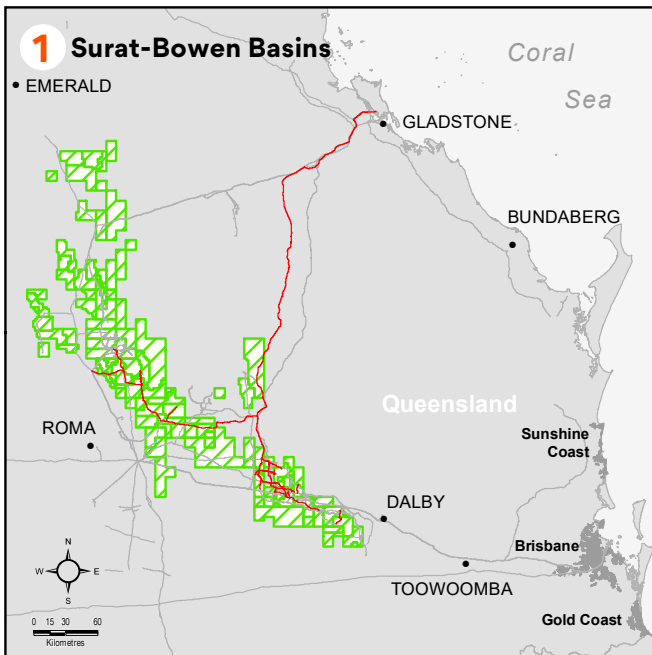 1 Surat-Bowen Basins
Coral
Sea
EMERALD
GLADSTONE
BUNDABERG
Queensland
ROMA
Sunshine
Coast
DALBY
Brisbane
TOOWOOMBA
Gold Coast
N
W E
S
0 15 30 60
Kilometres